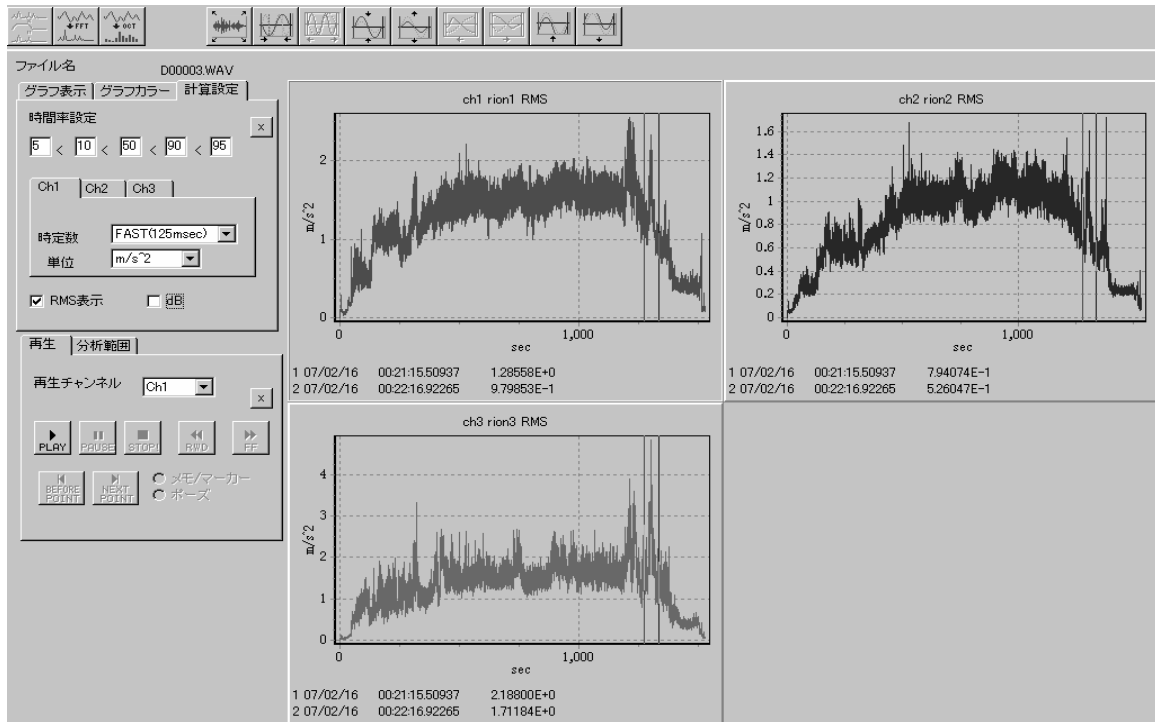 FFT
OCT
ファイル名 D00003.WAV
グラフ表示 グラフカラー 計算設定
時間率設定
x
5 < 10 < 50 < 90 < 95
Ch1 Ch2 Ch3
時定数 FAST(125msec)
単位 m/s^2
RMS表示 dB
再生 分析範囲
再生チャンネル Ch1
x
PLAY PAUSE STOP! RWD FF
BEFORE POINT NEXT POINT
メモ/マーカー
ポーズ
ch1 rion1 RMS
m/s^2
2
1
0
0 1,000
sec
1 07/02/16 00:21:15.50937 1.28558E+0
2 07/02/16 00:22:16.92265 9.79853E-1
ch2 rion2 RMS
m/s^2
1.6
1.4
1.2
1
0.8
0.6
0.4
0.2
0
0 1,000
sec
1 07/02/16 00:21:15.50937 7.94074E-1
2 07/02/16 00:22:16.92265 5.26047E-1
ch3 rion3 RMS
m/s^2
4
3
2
1
0
0 1,000
sec
1 07/02/16 00:21:15.50937 2.18800E+0
2 07/02/16 00:22:16.92265 1.71184E+0